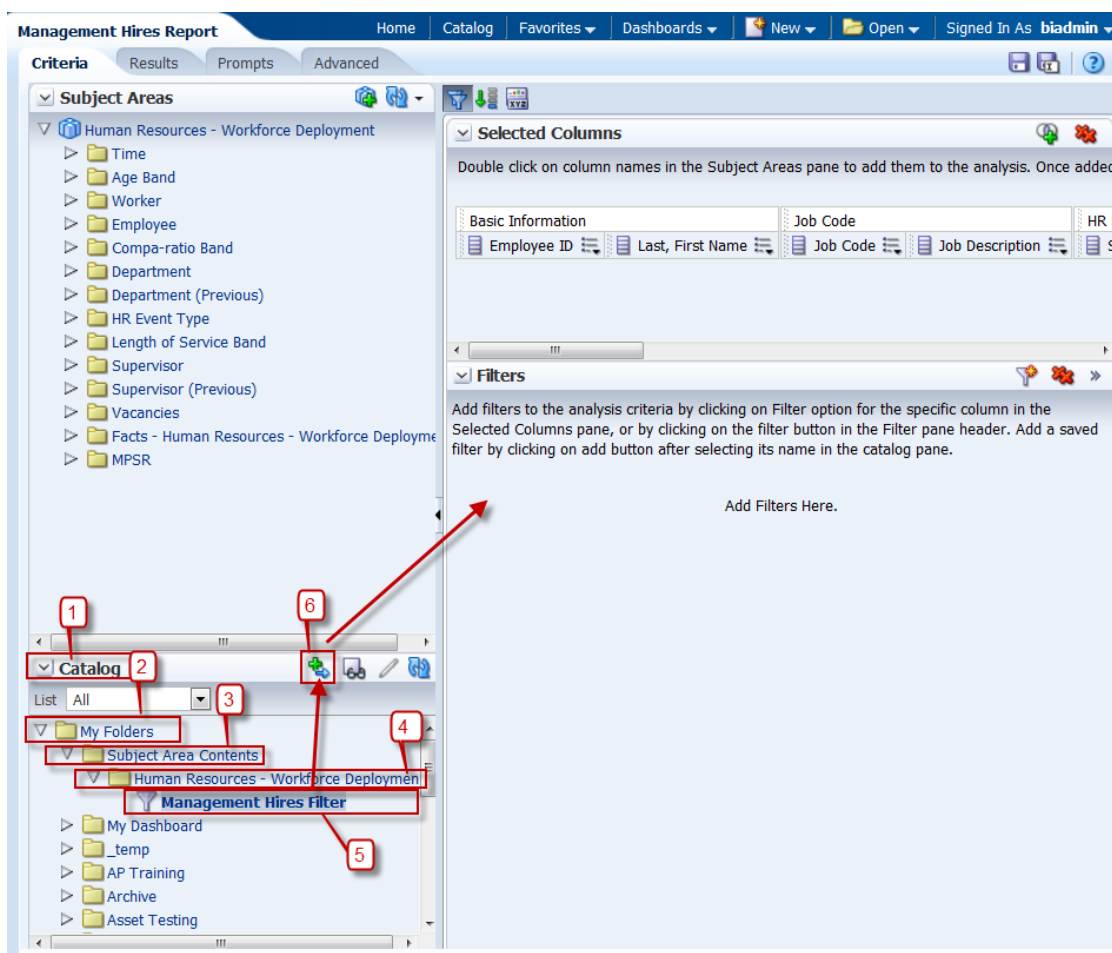 Management Hires Report
Home Catalog Favorites Dashboards New Open Signed In As biadmin
Criteria Results Prompts Advanced
Subject Areas
Human Resources - Workforce Deployment
Time
Age Band
Worker
Employee
Compa-ratio Band
Department
Department (Previous)
HR Event Type
Length of Service Band
Supervisor
Supervisor (Previous)
Vacancies
Facts - Human Resources - Workforce Deployme
MPSR
XYZ
Selected Columns
Double click on column names in the Subject Areas pane to add them to the analysis. Once added
Basic Information Job Code HR
Employee ID Last, First Name Job Code Job Description S
Filters
Add filters to the analysis criteria by clicking on Filter option for the specific column in the
Selected Columns pane, or by clicking on the filter button in the Filter pane header. Add a saved
filter by clicking on add button after selecting its name in the catalog pane.
Add Filters Here.
1
6
Catalog
2
List All
3
My Folders
4
Subject Area Contents
Human Resources - Workforce Deploymen
Management Hires Filter
5
My Dashboard
_temp
AP Training
Archive
Asset Testing